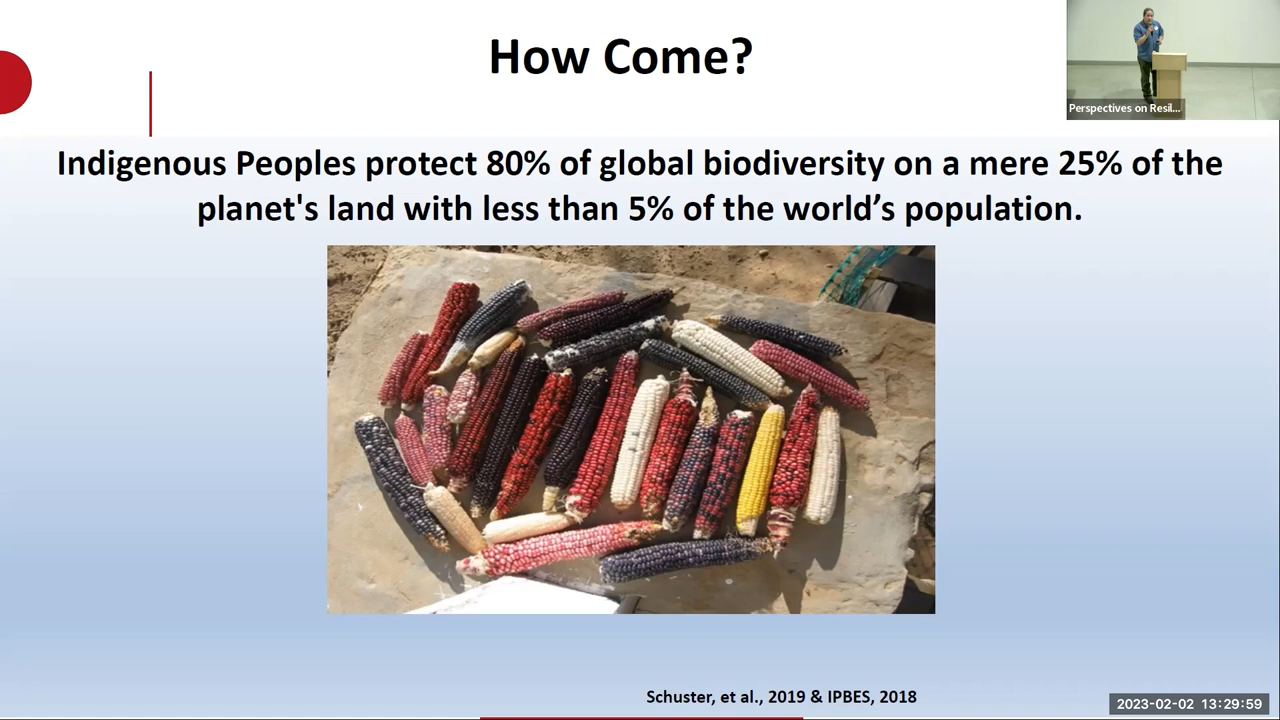 How Come?
Perspectives on Resil...
Indigenous Peoples protect 80% of global biodiversity on a mere 25% of the
planet's land with less than 5% of the world’s population.
Schuster, et al., 2019 & IPBES, 2018
2023-02-02 13:29:59